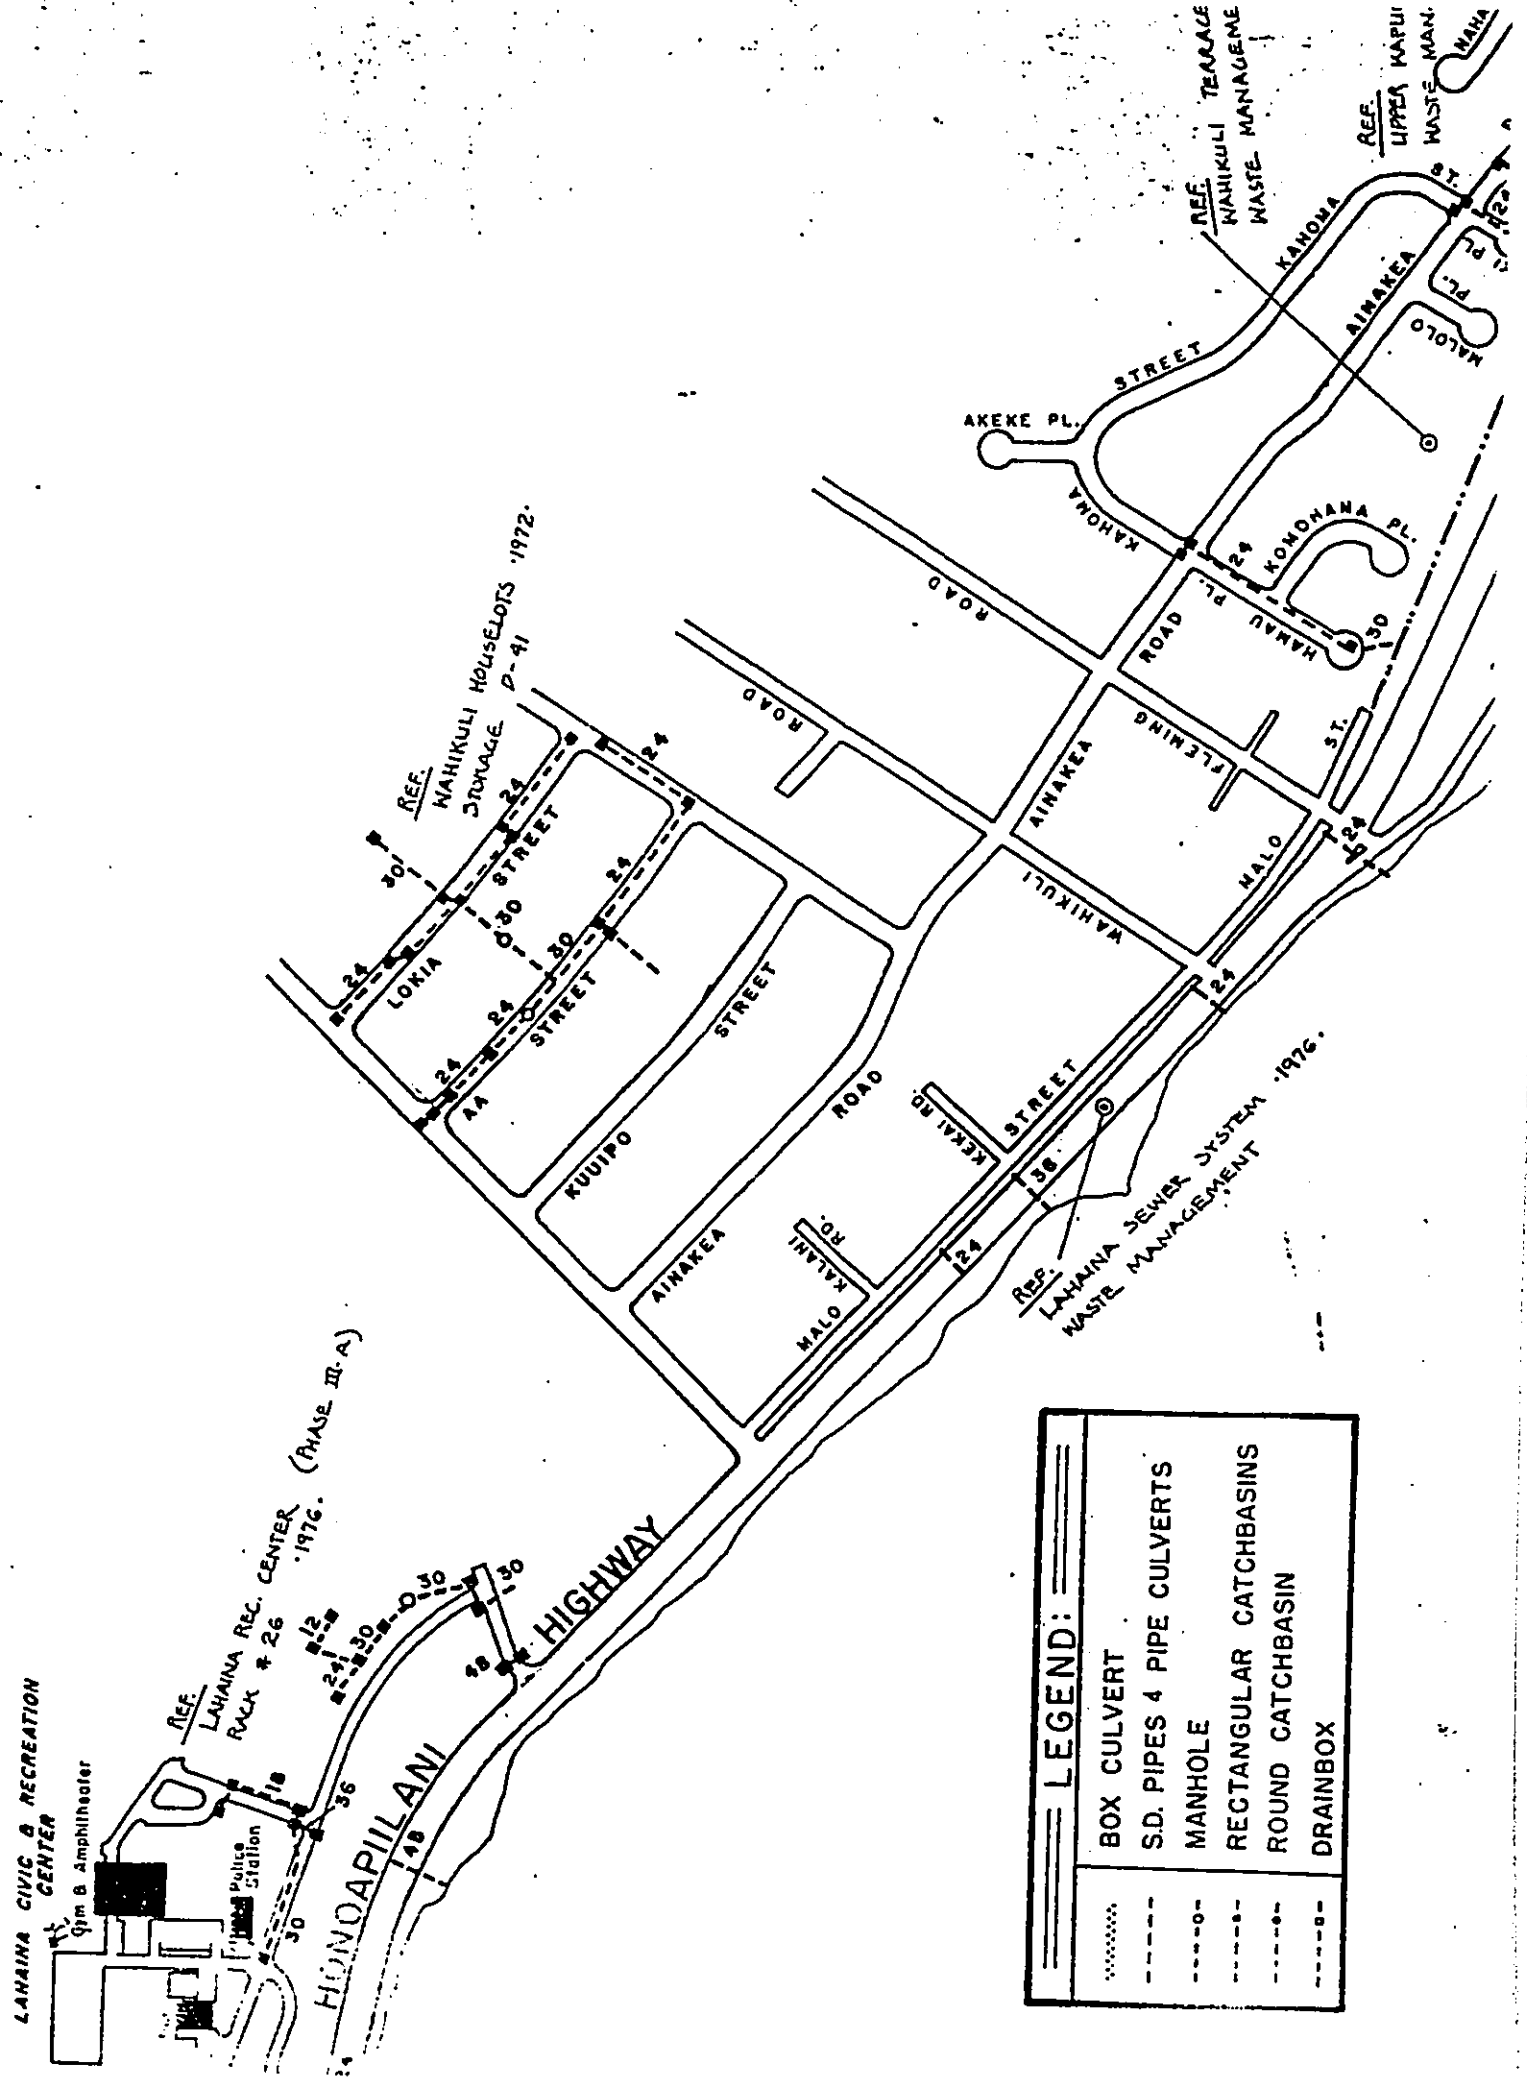 LAHAINA CIVIC & RECREATION
CENTER
Gym & Amphitheater
Police
Station
REF.
LAHAINA REC. CENTER (PHASE III-A)
RACK # 26 ·1976·
18
36
30
24
12
30
30
30
48
48
HONOAPIILANI HIGHWAY
REF.
WAHIKULI HOUSELOTS ·1972·
STORAGE D-41
30
24
24
24
LOKIA STREET
30
30
24
24
24
AA STREET
KUUIPO STREET
AINAKEA ROAD
KALANI RD.
KEKAI RD
MALO STREET
24
36
24
24
REF.
LAHAINA SEWER SYSTEM ·1976·
WASTE MANAGEMENT
ROAD
WAHIKULI
ROAD
FLEMING
AINAKEA ROAD
MALO ST.
HAMAU PL.
24
30
KOMOHANA PL.
AKEKE PL.
KAHOMA STREET
KAHOMA ST.
AINAKEA
MALOLO PL.
PL
REF.
WAHIKULI TERRACE
WASTE MANAGEME
REF.
UPPER KAPU
WASTE MAN.
NAHA
LEGEND:
BOX CULVERT
S.D. PIPES & PIPE CULVERTS
MANHOLE
RECTANGULAR CATCHBASINS
ROUND CATCHBASIN
DRAINBOX